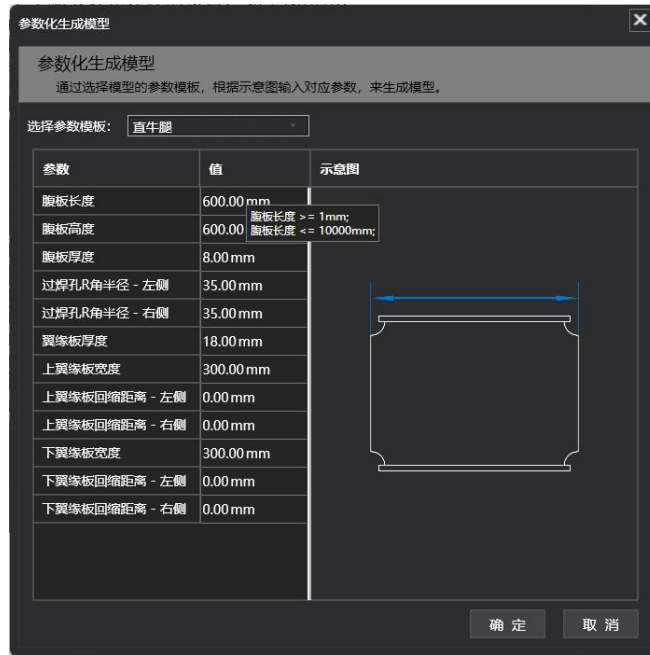 参数化生成模型
参数化生成模型
通过选择模型的参数模板，根据示意图输入对应参数，来生成模型。
选择参数模板： 直牛腿
参数 值 示意图
腹板长度 600.00 mm
腹板长度 >= 1mm;
腹板高度 600.00
腹板长度 <= 10000mm;
腹板厚度 8.00 mm
过焊孔R角半径 - 左侧 35.00 mm
过焊孔R角半径 - 右侧 35.00 mm
翼缘板厚度 18.00 mm
上翼缘板宽度 300.00 mm
上翼缘板回缩距离 - 左侧 0.00 mm
上翼缘板回缩距离 - 右侧 0.00 mm
下翼缘板宽度 300.00 mm
下翼缘板回缩距离 - 左侧 0.00 mm
下翼缘板回缩距离 - 右侧 0.00 mm
确 定 取 消